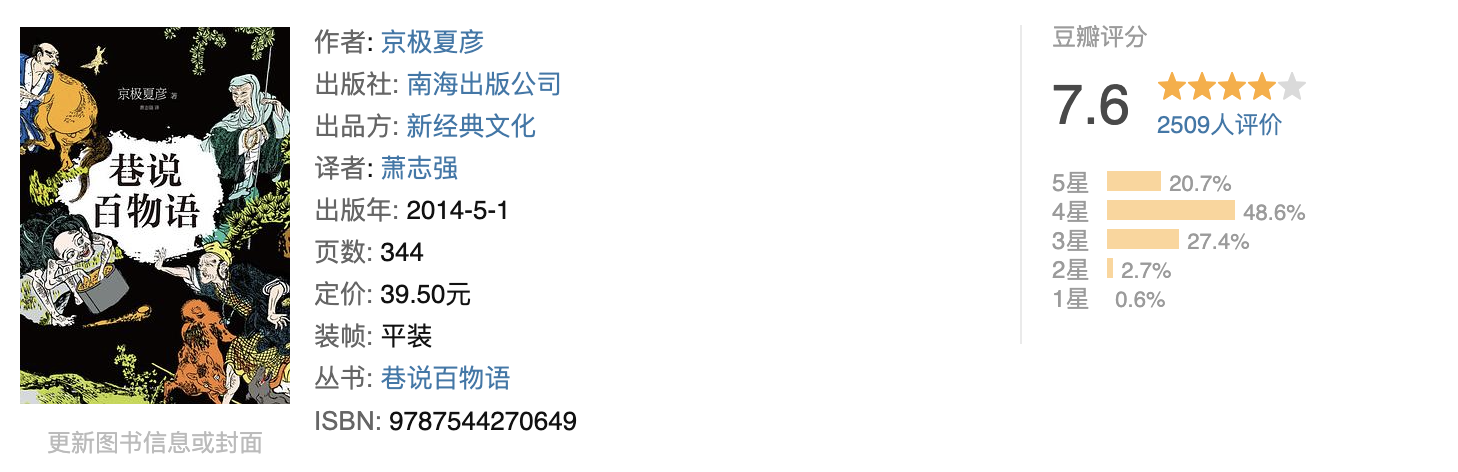 京极夏彦 著
萧志强 译
巷说
百物语
更新图书信息或封面
作者: 京极夏彦
出版社: 南海出版公司
出品方: 新经典文化
译者: 萧志强
出版年: 2014-5-1
页数: 344
定价: 39.50元
装帧: 平装
丛书: 巷说百物语
ISBN: 9787544270649
豆瓣评分
7.6
2509人评价
5星 20.7%
4星 48.6%
3星 27.4%
2星 2.7%
1星 0.6%